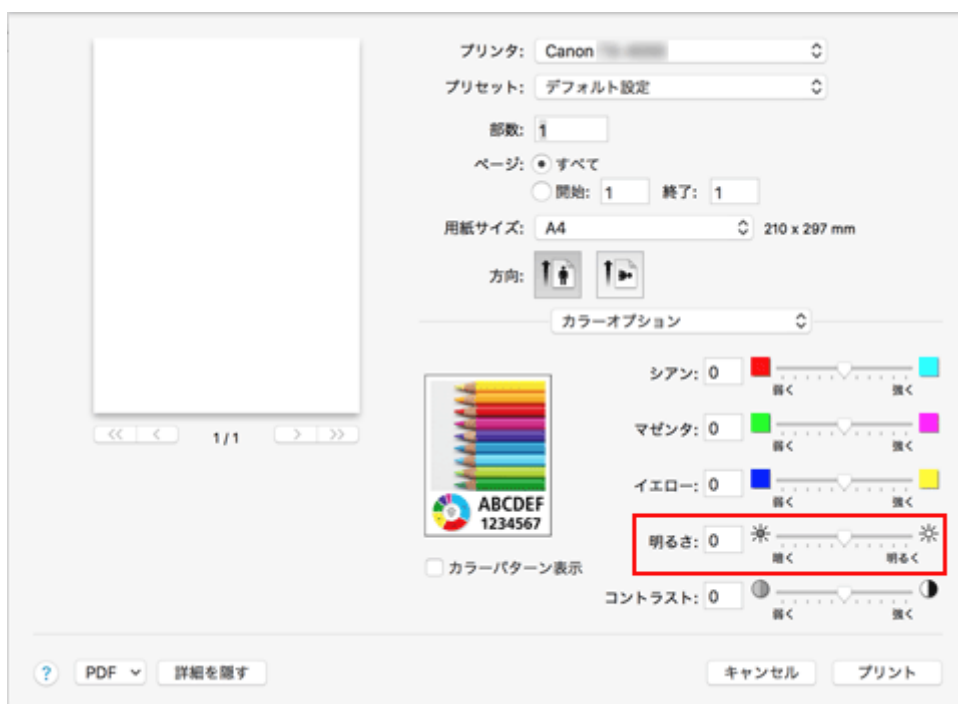 プリンタ: Canon
プリセット: デフォルト設定
部数: 1
ページ: すべて
開始: 1 終了: 1
用紙サイズ: A4 210 x 297 mm
方向:
カラーオプション
シアン: 0
弱く 強く
マゼンタ: 0
弱く 強く
イエロー: 0
弱く 強く
明るさ: 0
暗く 明るく
コントラスト: 0
弱く 強く
ABCDEF
1234567
カラーパターン表示
<< < 1 / 1 > >>
? PDF 詳細を隠す キャンセル プリント